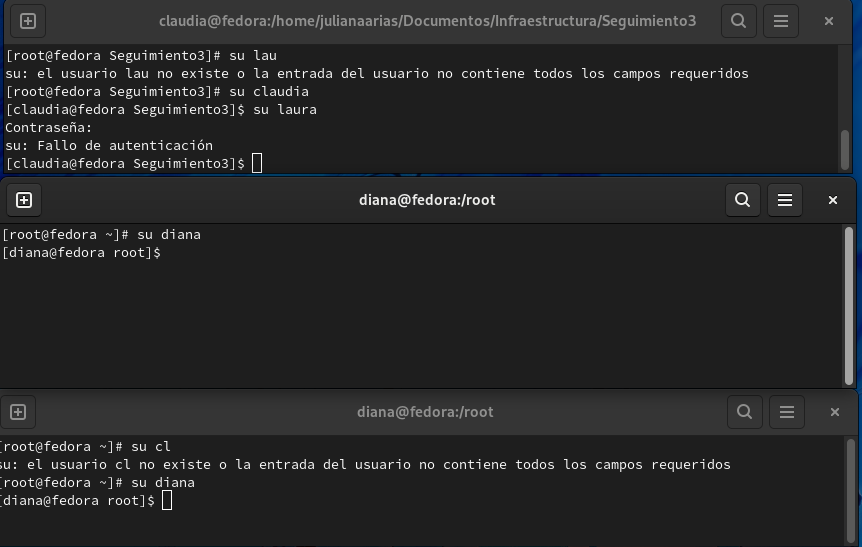 claudia@fedora:/home/julianaarias/Documentos/Infraestructura/Seguimiento3
[root@fedora Seguimiento3]# su lau
su: el usuario lau no existe o la entrada del usuario no contiene todos los campos requeridos
[root@fedora Seguimiento3]# su claudia
[claudia@fedora Seguimiento3]$ su laura
Contraseña:
su: Fallo de autenticación
[claudia@fedora Seguimiento3]$
diana@fedora:/root
[root@fedora ~]# su diana
[diana@fedora root]$
diana@fedora:/root
[root@fedora ~]# su cl
su: el usuario cl no existe o la entrada del usuario no contiene todos los campos requeridos
[root@fedora ~]# su diana
[diana@fedora root]$